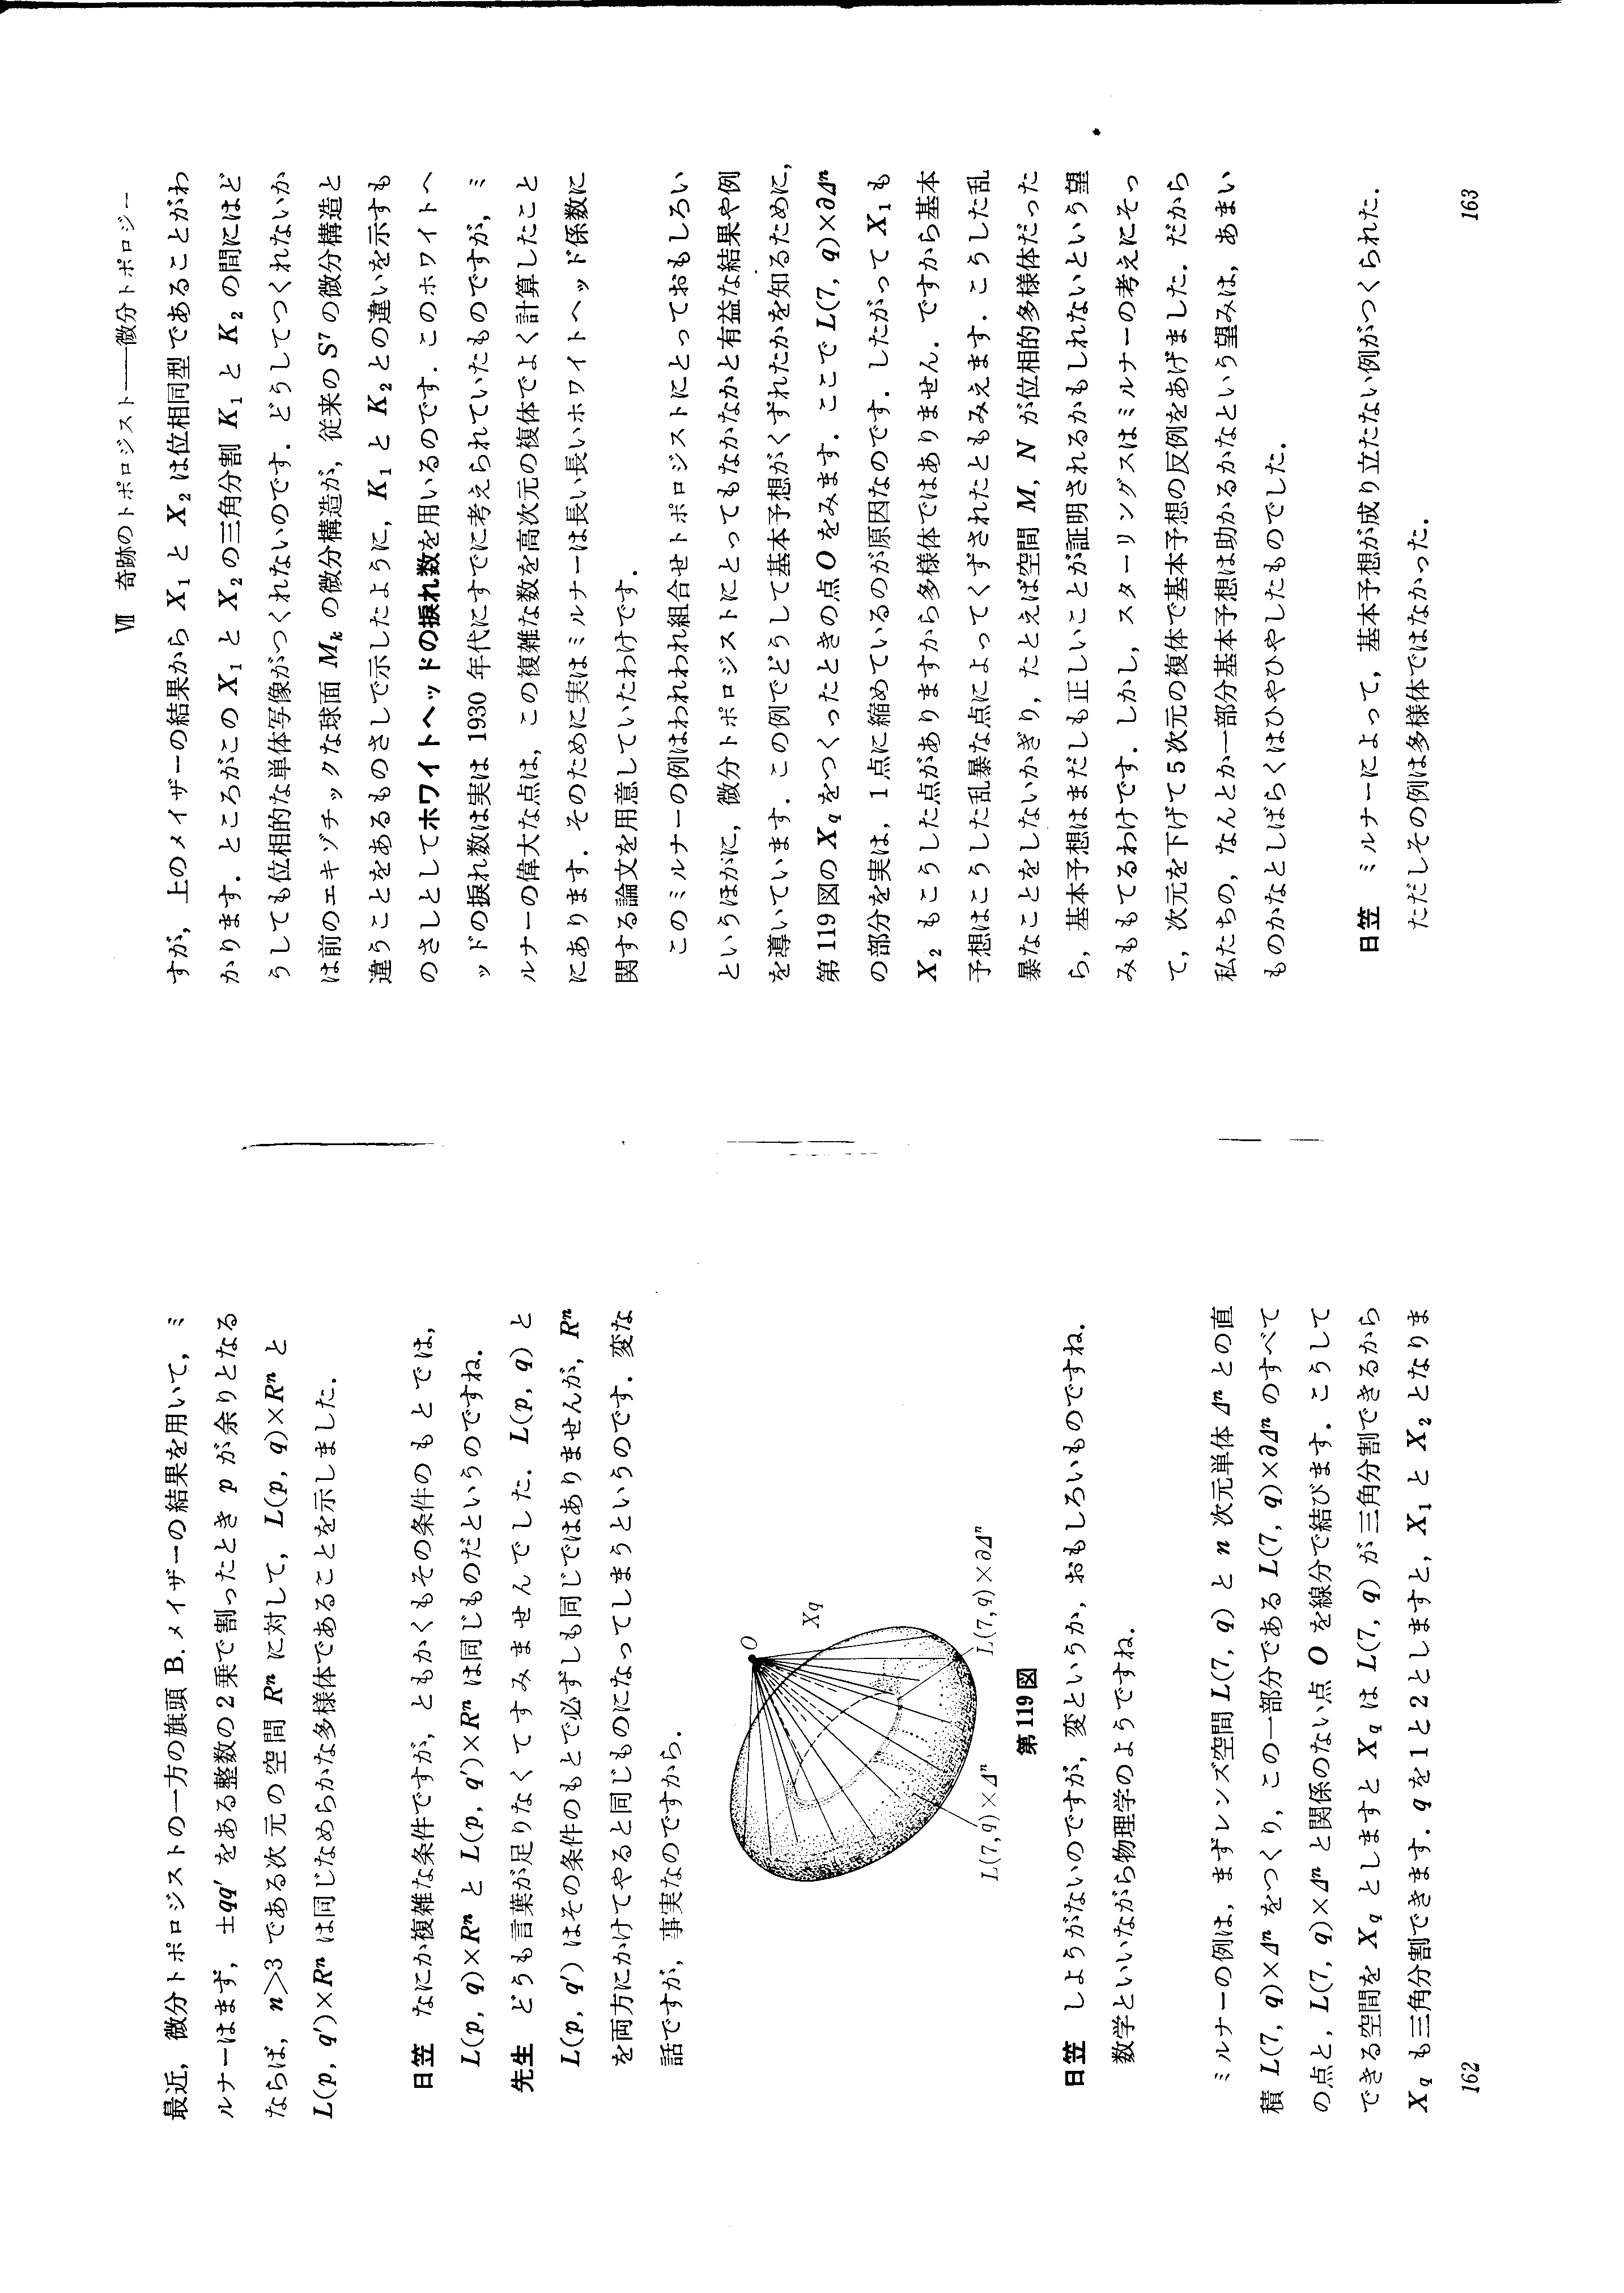 最近，微分トポロジストの一方の旗頭 B.メイザーの結果を用いて，ミ
ルナーはまず，±qq′をある整数の2乗で割ったとき p が余りとなる
ならば，n>3 である次元の空間 Rⁿ に対して，L(p, q)×Rⁿ と
L(p, q′)×Rⁿ は同じなめらかな多様体であることを示しました．
日笠 なにか複雑な条件ですが，ともかくもその条件のもとでは，
L(p, q)×Rⁿ と L(p, q′)×Rⁿ は同じものだというのですね．
先生 どうも言葉が足りなくてすみませんでした．L(p, q) と
L(p, q′) はその条件のもとで必ずしも同じではありませんが，Rⁿ
を両方にかけてやると同じものになってしまうというのです．変な
話ですが，事実なのですから．
O
Xq
L(7,q)×Δⁿ
L(7,q)×∂Δⁿ
第119図
日笠 しようがないのですが，変というか，おもしろいものですね．
数学といいながら物理学のようですね．
ミルナーの例は，まずレンズ空間 L(7, q) と n 次元単体 Δⁿ との直
積 L(7, q)×Δⁿ をつくり，この一部分である L(7, q)×∂Δⁿ のすべて
の点と，L(7, q)×Δⁿ と関係のない点 O を線分で結びます．こうして
できる空間を Xq としますと Xq は L(7, q) が三角分割できるから
Xq も三角分割できます．q を1と2としますと，X₁ と X₂ となりま
162
Ⅶ 奇跡のトポロジスト——微分トポロジー
すが，上のメイザーの結果から X₁ と X₂ は位相同型であることがわ
かります．ところがこの X₁ と X₂ の三角分割 K₁ と K₂ の間にはど
うしても位相的な単体写像がつくれないのです．どうしてつくれないか
は前のエキゾチックな球面 Mₖ の微分構造が，従来の S⁷ の微分構造と
違うことをあるものさしで示したように，K₁ と K₂ との違いを示すも
のさしとしてホワイトヘッドの捩れ数を用いるのです．このホワイトヘ
ッドの捩れ数は実は 1930 年代にすでに考えられていたものですが，ミ
ルナーの偉大な点は，この複雑な数を高次元の複体でよく計算したこと
にあります．そのために実はミルナーは長い長いホワイトヘッド係数に
関する論文を用意していたわけです．
このミルナーの例はわれわれ組合せトポロジストにとっておもしろい
というほかに，微分トポロジストにとってもなかなかと有益な結果や例
を導いています．この例でどうして基本予想がくずれたかを知るために，
第119図の Xq をつくったときの点 O をみます．ここで L(7, q)×∂Δⁿ
の部分を実は，1点に縮めているのが原因なのです．したがって X₁ も
X₂ もこうした点がありますから多様体ではありません．ですから基本
予想はこうした乱暴な点によってくずされたともみえます．こうした乱
暴なことをしないかぎり，たとえば空間 M, N が位相的多様体だった
ら，基本予想はまだしも正しいことが証明されるかもしれないという望
みももてるわけです．しかし，スターリングスはミルナーの考えにそっ
て，次元を下げて5次元の複体で基本予想の反例をあげました．だから
私たちの，なんとか一部分基本予想は助かるかなという望みは，あまい
ものかなとしばらくはひやひやしたものでした．
日笠 ミルナーによって，基本予想が成り立たない例がつくられた．
ただしその例は多様体ではなかった．
163